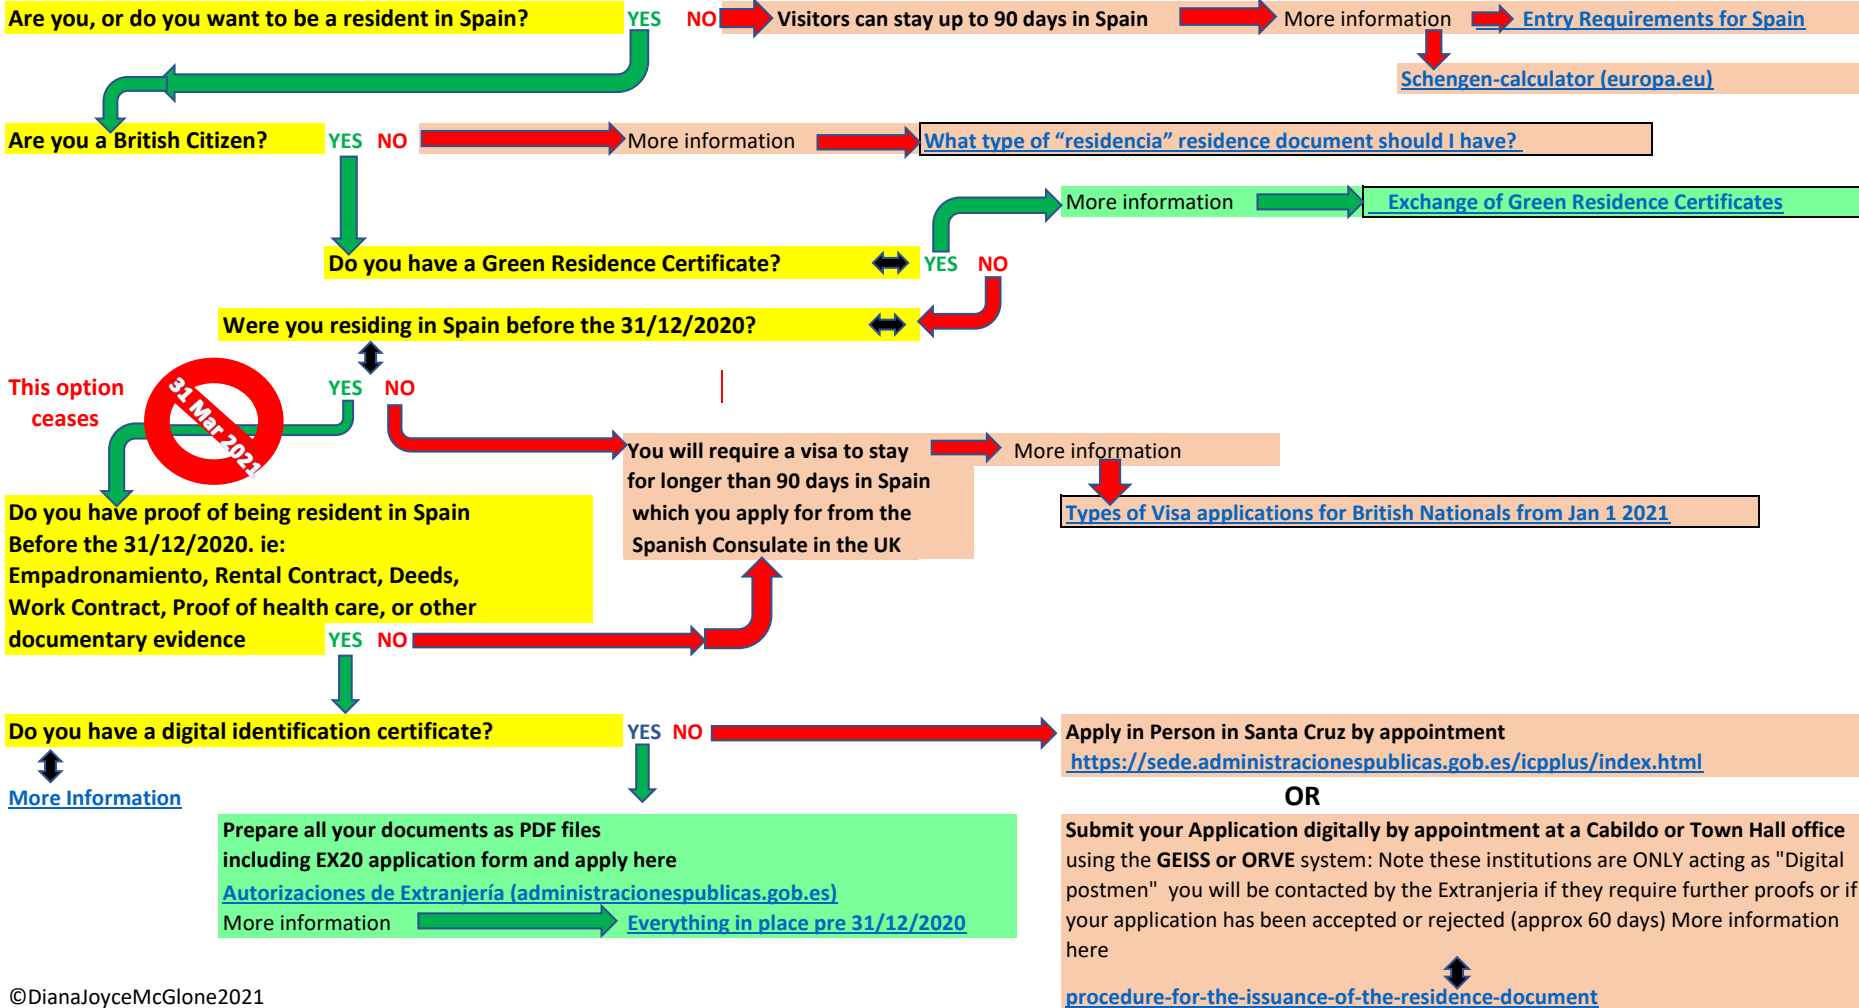 Are you, or do you want to be a resident in Spain? YES NO Visitors can stay up to 90 days in Spain More information Entry Requirements for Spain
Schengen-calculator (europa.eu)
Are you a British Citizen? YES NO More information What type of “residencia” residence document should I have?
More information Exchange of Green Residence Certificates
Do you have a Green Residence Certificate? YES NO
Were you residing in Spain before the 31/12/2020?
This option
ceases
31 Mar 2021
YES NO
You will require a visa to stay
for longer than 90 days in Spain
which you apply for from the
Spanish Consulate in the UK
More information
Types of Visa applications for British Nationals from Jan 1 2021
Do you have proof of being resident in Spain
Before the 31/12/2020. ie:
Empadronamiento, Rental Contract, Deeds,
Work Contract, Proof of health care, or other
documentary evidence YES NO
Do you have a digital identification certificate? YES NO
More Information
Apply in Person in Santa Cruz by appointment
https://sede.administracionespublicas.gob.es/icpplus/index.html
OR
Prepare all your documents as PDF files
including EX20 application form and apply here
Autorizaciones de Extranjería (administracionespublicas.gob.es)
More information Everything in place pre 31/12/2020
Submit your Application digitally by appointment at a Cabildo or Town Hall office
using the GEISS or ORVE system: Note these institutions are ONLY acting as "Digital
postmen" you will be contacted by the Extranjeria if they require further proofs or if
your application has been accepted or rejected (approx 60 days) More information
here
procedure-for-the-issuance-of-the-residence-document
©DianaJoyceMcGlone2021